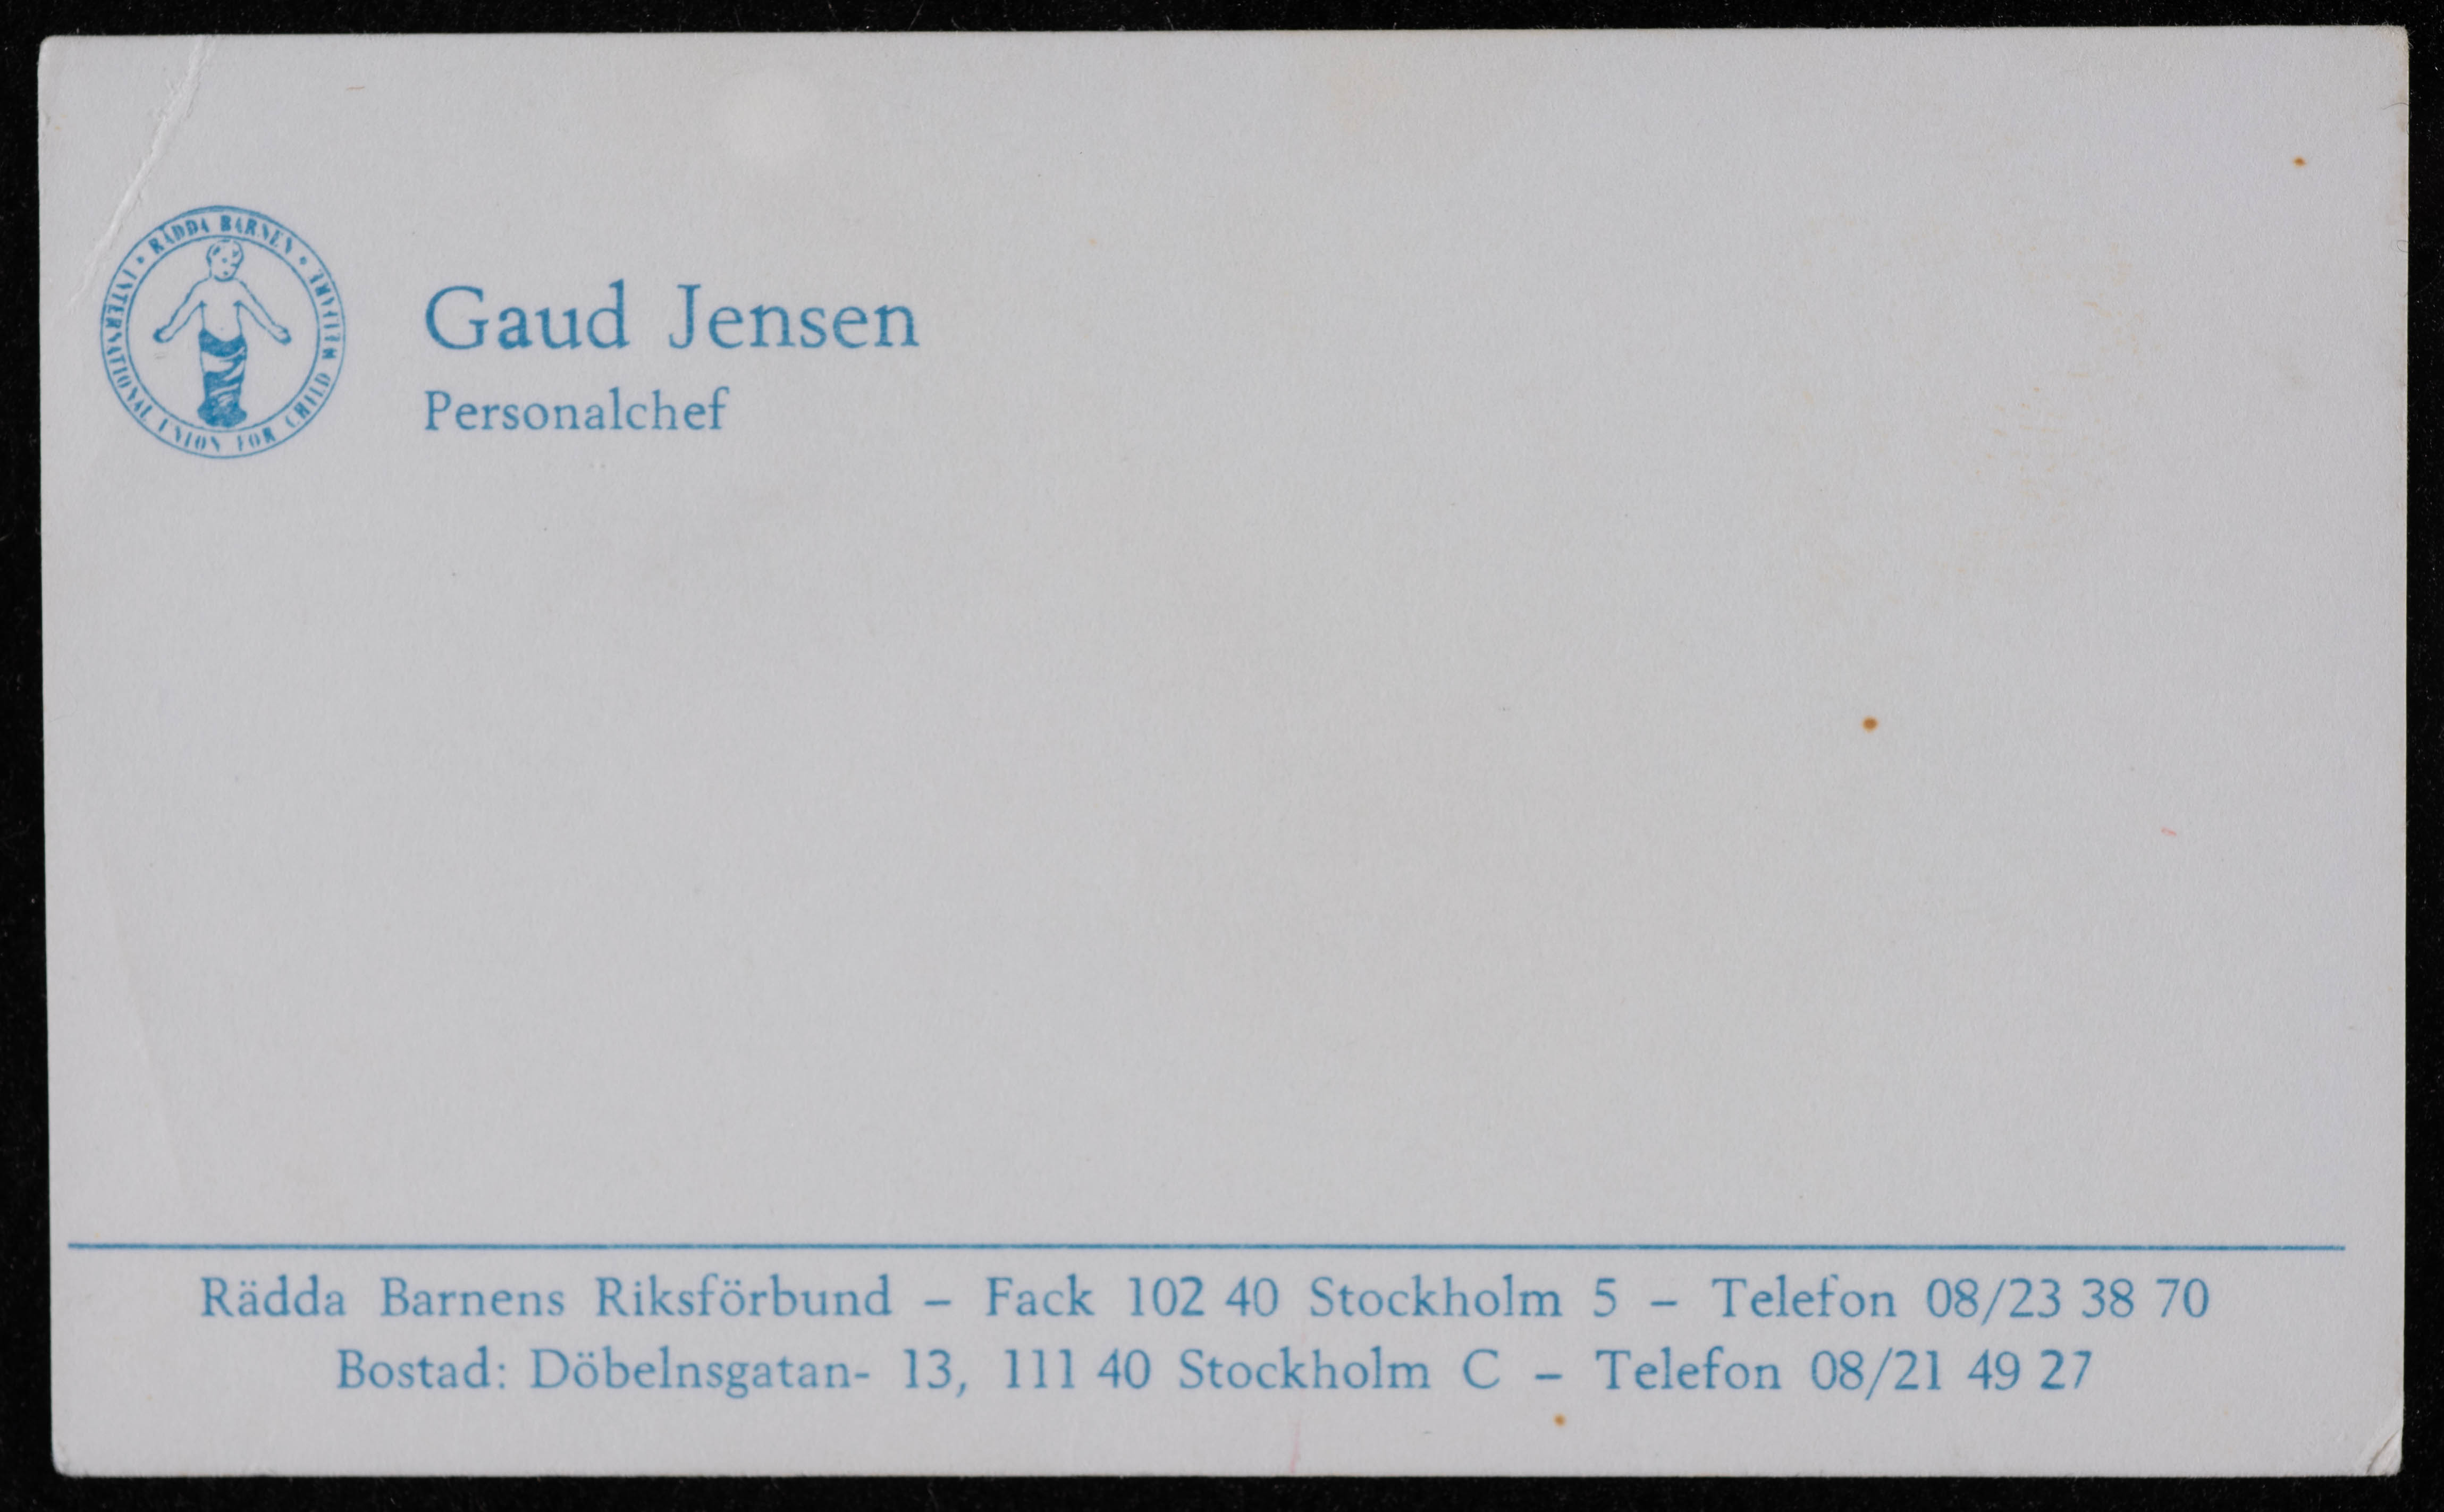 • RÄDDA BARNEN •
INTERNATIONAL UNION FOR CHILD WELFARE
Gaud Jensen
Personalchef
Rädda Barnens Riksförbund – Fack 102 40 Stockholm 5 – Telefon 08/23 38 70
Bostad: Döbelnsgatan- 13, 111 40 Stockholm C – Telefon 08/21 49 27